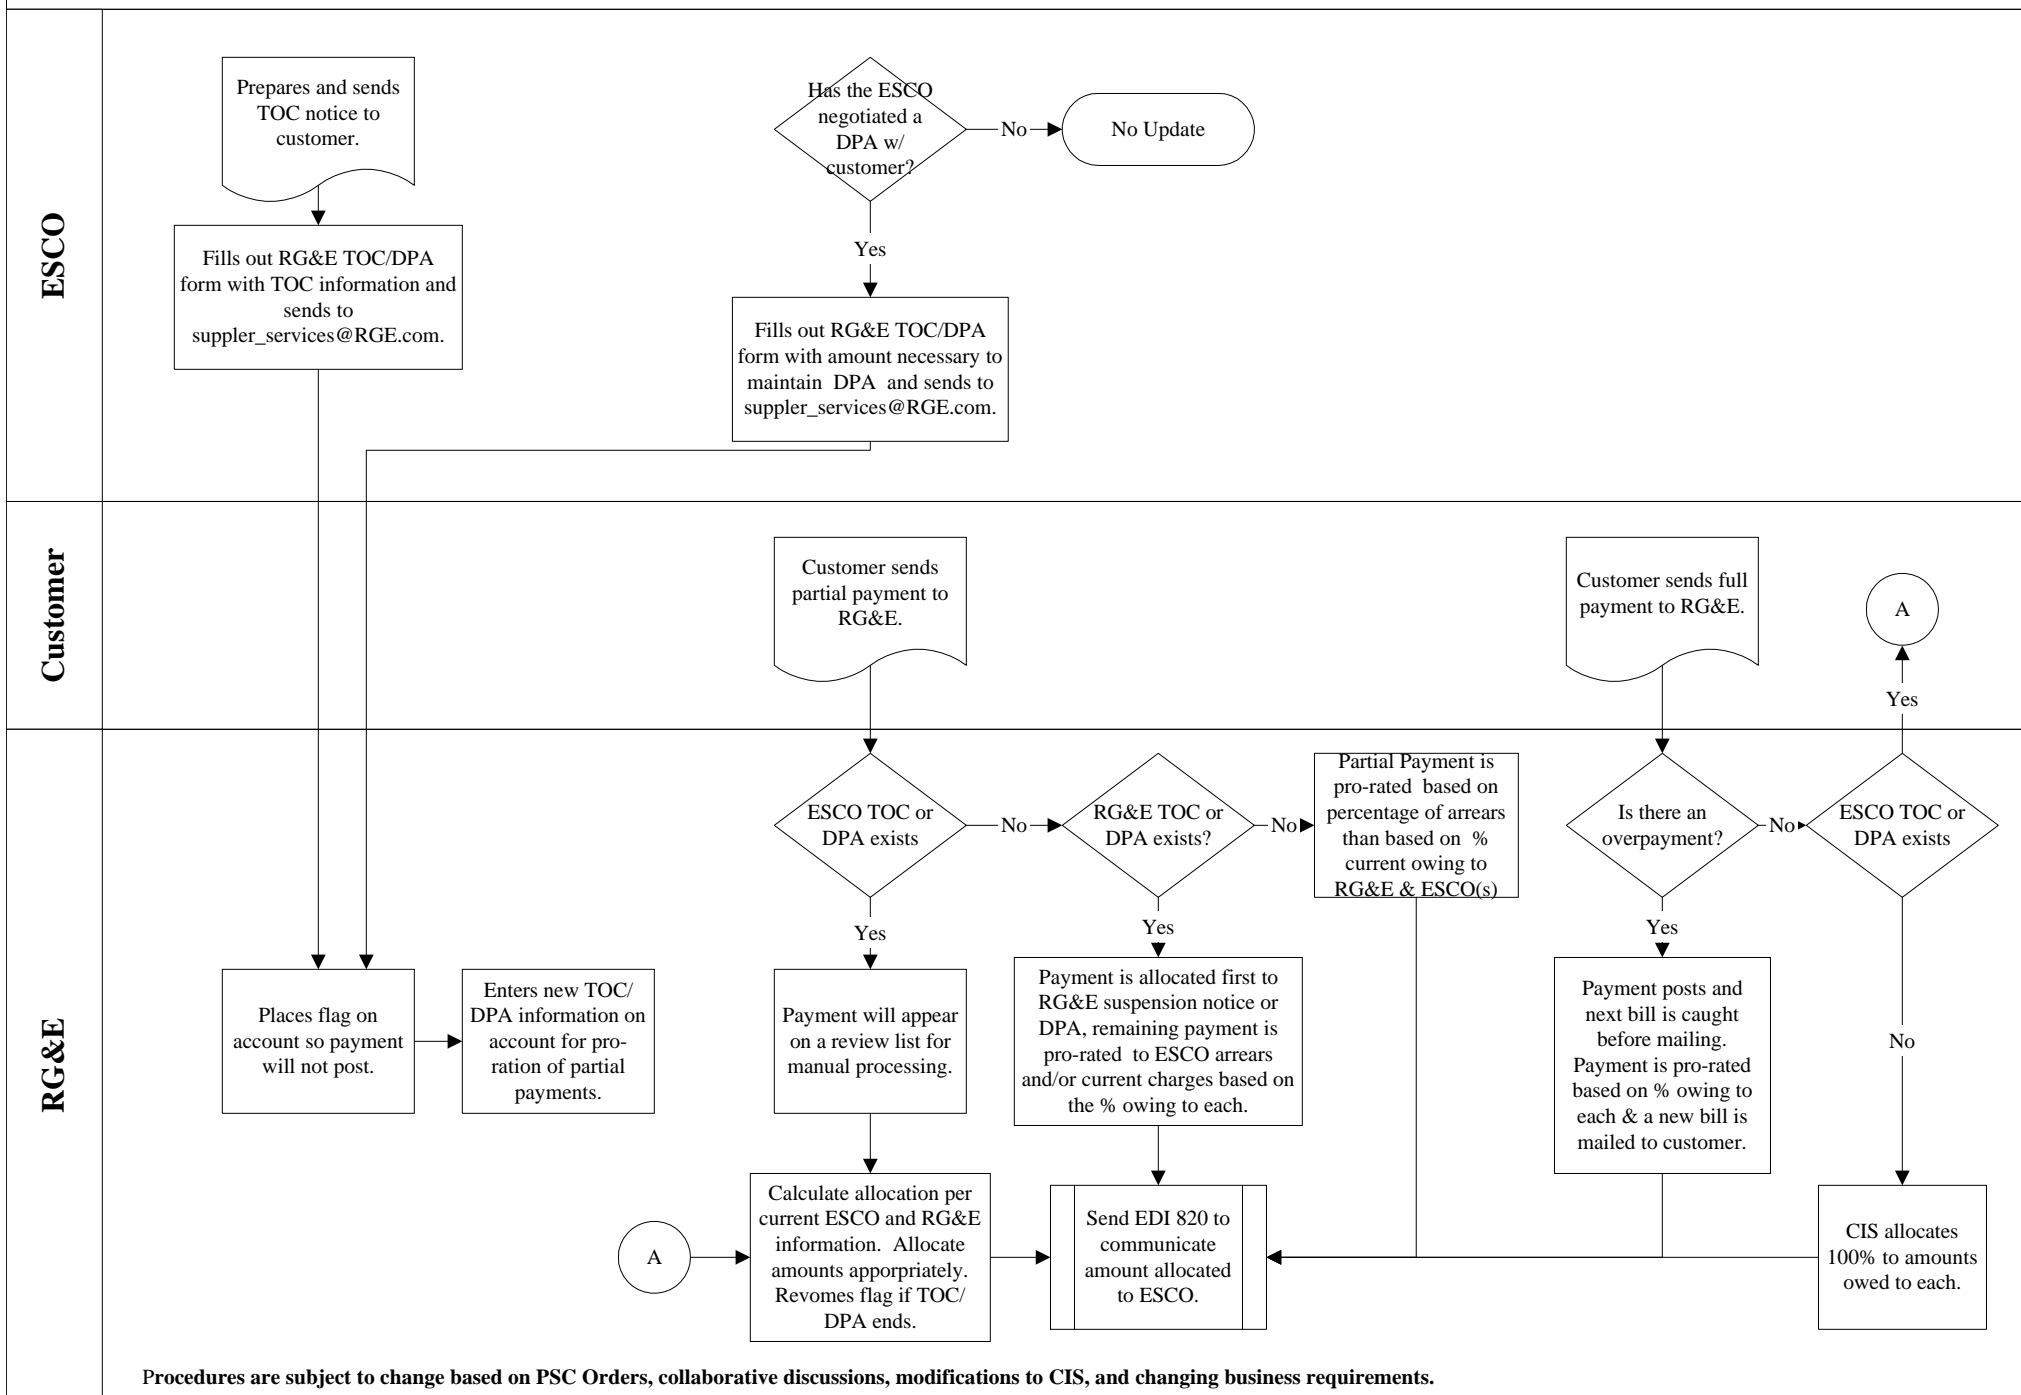 ESCO
Prepares and sends
TOC notice to
customer.
Fills out RG&E TOC/DPA
form with TOC information and
sends to
suppler_services@RGE.com.
Has the ESCO
negotiated a
DPA w/
customer?
No
No Update
Yes
Fills out RG&E TOC/DPA
form with amount necessary to
maintain DPA and sends to
suppler_services@RGE.com.
Customer
Customer sends
partial payment to
RG&E.
Customer sends full
payment to RG&E.
A
Yes
RG&E
Places flag on
account so payment
will not post.
Enters new TOC/
DPA information on
account for pro-
ration of partial
payments.
ESCO TOC or
DPA exists
No
RG&E TOC or
DPA exists?
No
Partial Payment is
pro-rated based on
percentage of arrears
than based on %
current owing to
RG&E & ESCO(s)
Is there an
overpayment?
No
ESCO TOC or
DPA exists
Yes
Payment will appear
on a review list for
manual processing.
Yes
Payment is allocated first to
RG&E suspension notice or
DPA, remaining payment is
pro-rated to ESCO arrears
and/or current charges based on
the % owing to each.
Yes
Payment posts and
next bill is caught
before mailing.
Payment is pro-rated
based on % owing to
each & a new bill is
mailed to customer.
No
A
Calculate allocation per
current ESCO and RG&E
information. Allocate
amounts apporpriately.
Revomes flag if TOC/
DPA ends.
Send EDI 820 to
communicate
amount allocated
to ESCO.
CIS allocates
100% to amounts
owed to each.
Procedures are subject to change based on PSC Orders, collaborative discussions, modifications to CIS, and changing business requirements.